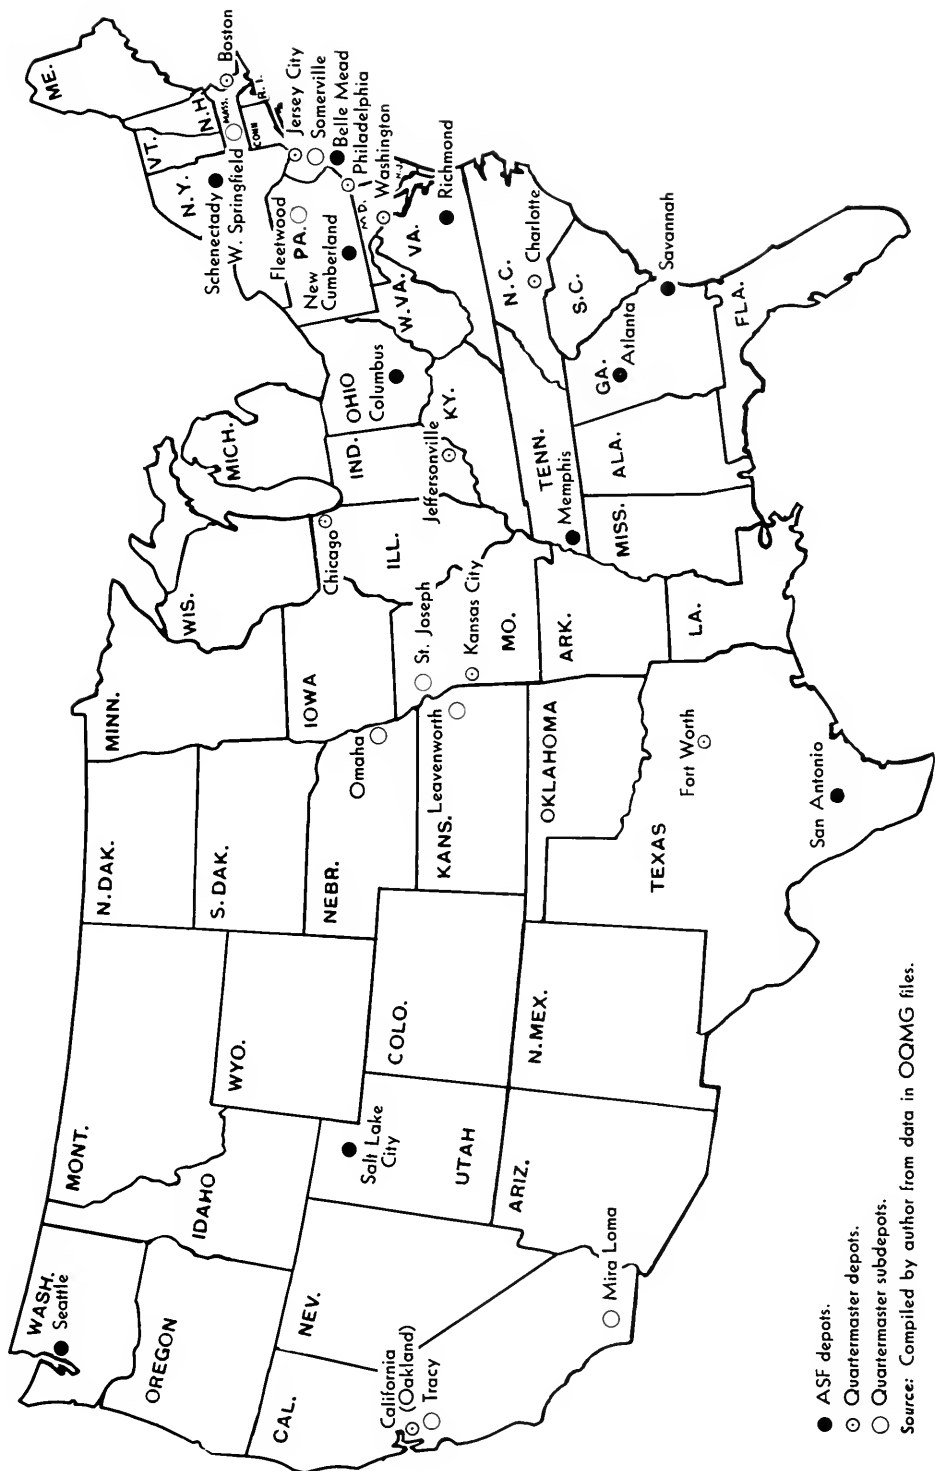 WASH.
Seattle
OREGON
CAL.
California
(Oakland)
Tracy
Mira Loma
NEV.
IDAHO
MONT.
WYO.
Salt Lake
City
UTAH
ARIZ.
COLO.
N.MEX.
N.DAK.
S. DAK.
NEBR.
Omaha
KANS.
Leavenworth
OKLAHOMA
TEXAS
Fort Worth
San Antonio
MINN.
IOWA
St. Joseph
Kansas City
MO.
ARK.
LA.
WIS.
Chicago
ILL.
MICH.
IND.
Jeffersonville
OHIO
Columbus
KY.
TENN.
Memphis
MISS.
ALA.
GA.
Atlanta
Savannah
FLA.
S.C.
N.C.
Charlotte
W.VA.
VA.
Richmond
MD.
Washington
PA.
Fleetwood
New
Cumberland
Philadelphia
Belle Mead
Somerville
Jersey City
N.Y.
Schenectady
W. Springfield
VT.
N.H.
ME.
MASS.
CONN
R.I.
Boston
N.J.
ASF depots.
Quartermaster depots.
Quartermaster subdepots.
Source: Compiled by author from data in OQMG files.